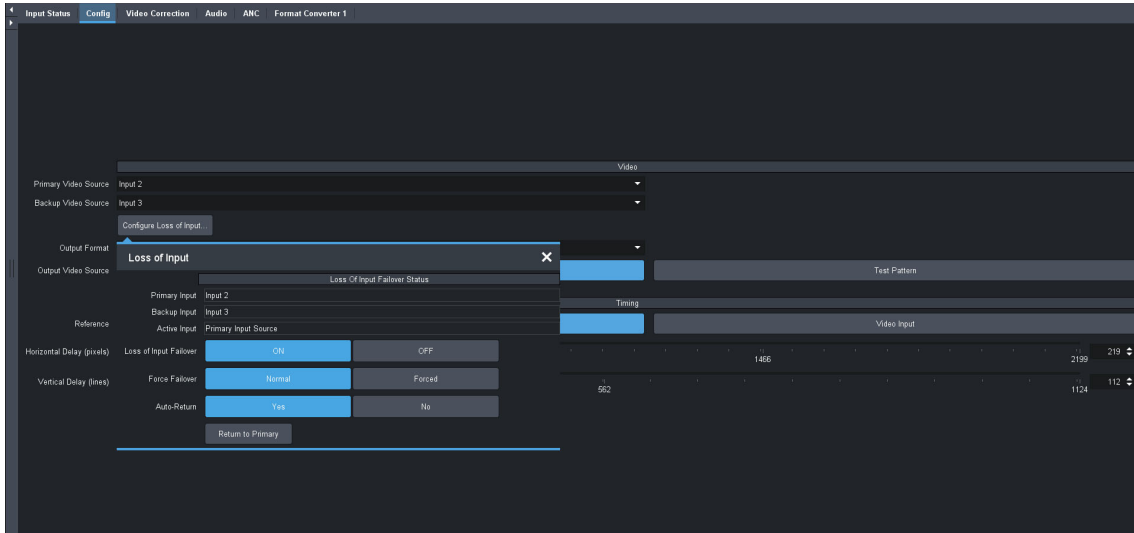 Input Status Config Video Correction Audio ANC Format Converter 1
Video
Primary Video Source Input 2
Backup Video Source Input 3
Configure Loss of Input...
Output Format
Loss of Input
Output Video Source Test Pattern
Loss Of Input Failover Status
Primary Input Input 2
Timing
Backup Input Input 3
Reference Video Input
Active Input Primary Input Source
Horizontal Delay (pixels) Loss of Input Failover ON OFF 219
1466 2199
Vertical Delay (lines) Force Failover Normal Forced 112
562 1124
Auto-Return Yes No
Return to Primary